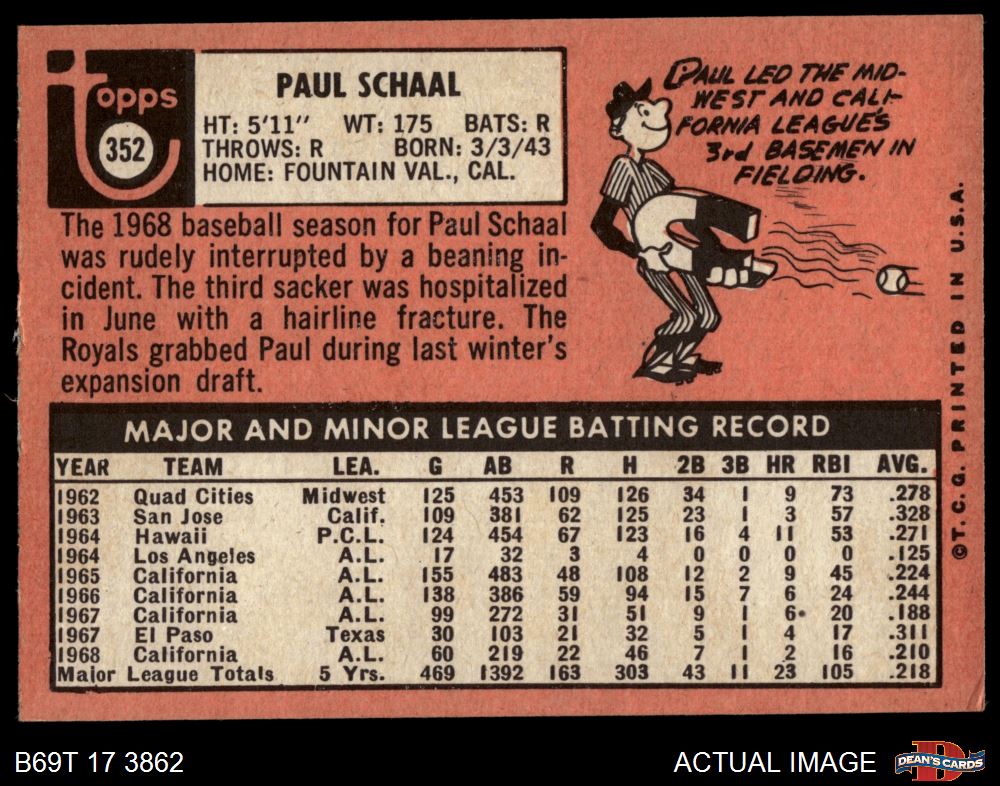 Topps
352
PAUL SCHAAL
HT: 5'11" WT: 175 BATS: R
THROWS: R BORN: 3/3/43
HOME: FOUNTAIN VAL., CAL.
PAUL LED THE MID-
WEST AND CALI-
FORNIA LEAGUE'S
3rd BASEMEN IN
FIELDING.
The 1968 baseball season for Paul Schaal
was rudely interrupted by a beaning in-
cident. The third sacker was hospitalized
in June with a hairline fracture. The
Royals grabbed Paul during last winter's
expansion draft.
MAJOR AND MINOR LEAGUE BATTING RECORD
YEAR TEAM LEA. G AB R H 2B 3B HR RBI AVG.
1962 Quad Cities Midwest 125 453 109 126 34 1 9 73 .278
1963 San Jose Calif. 109 381 62 125 23 1 3 57 .328
1964 Hawaii P.C.L. 124 454 67 123 16 4 11 53 .271
1964 Los Angeles A.L. 17 32 3 4 0 0 0 0 .125
1965 California A.L. 155 483 48 108 12 2 9 45 .224
1966 California A.L. 138 386 59 94 15 7 6 24 .244
1967 California A.L. 99 272 31 51 9 1 6 20 .188
1967 El Paso Texas 30 103 21 32 5 1 4 17 .311
1968 California A.L. 60 219 22 46 7 1 2 16 .210
Major League Totals 5 Yrs. 469 1392 163 303 43 11 23 105 .218
©T.C.G. PRINTED IN U.S.A.
B69T 17 3862
ACTUAL IMAGE
D
DEAN'S CARDS